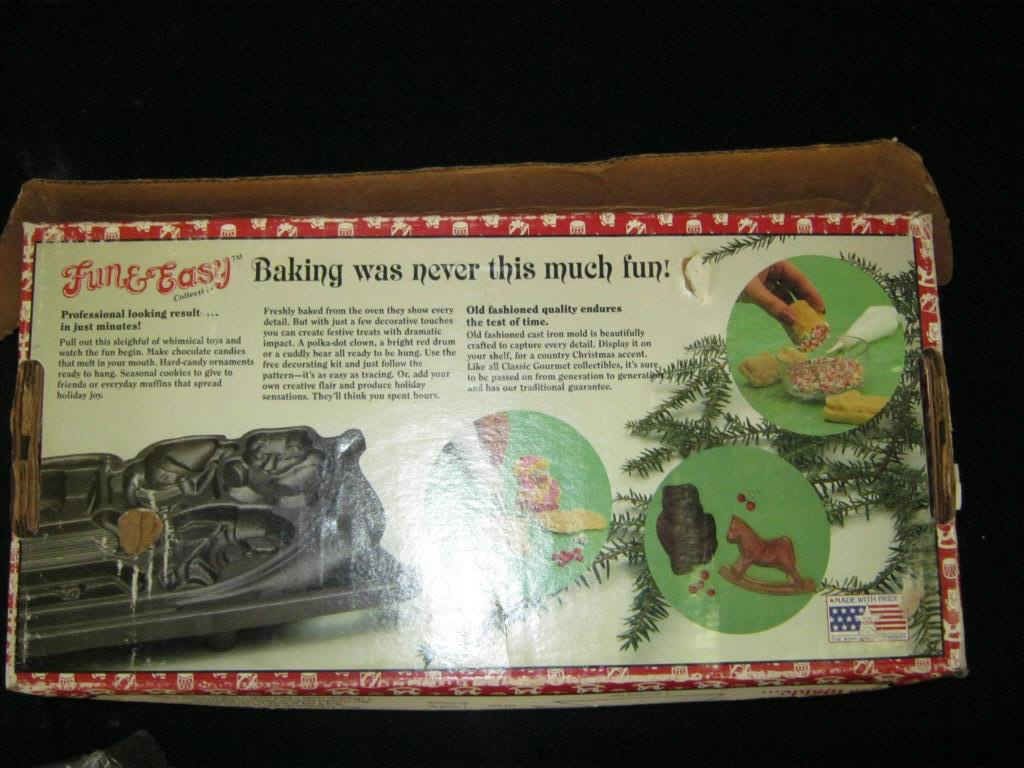 Fun & Easy™
Collecti
Baking was never this much fun!
Professional looking result ...
in just minutes!
Pull out this sleighful of whimsical toys and
watch the fun begin. Make chocolate candies
that melt in your mouth. Hard-candy ornaments
ready to hang. Seasonal cookies to give to
friends or everyday muffins that spread
holiday joy.
Freshly baked from the oven they show every
detail. But with just a few decorative touches
you can create festive treats with dramatic
impact. A polka-dot clown, a bright red drum
or a cuddly bear all ready to be hung. Use the
free decorating kit and just follow the
pattern—it's as easy as tracing. Or, add your
own creative flair and produce holiday
sensations. They'll think you spent hours.
Old fashioned quality endures
the test of time.
Old fashioned cast iron mold is beautifully
crafted to capture every detail. Display it on
your shelf, for a country Christmas accent.
Like all Classic Gourmet collectibles, it's sure
to be passed on from generation to generation
and has our traditional guarantee.
MADE WITH PRIDE